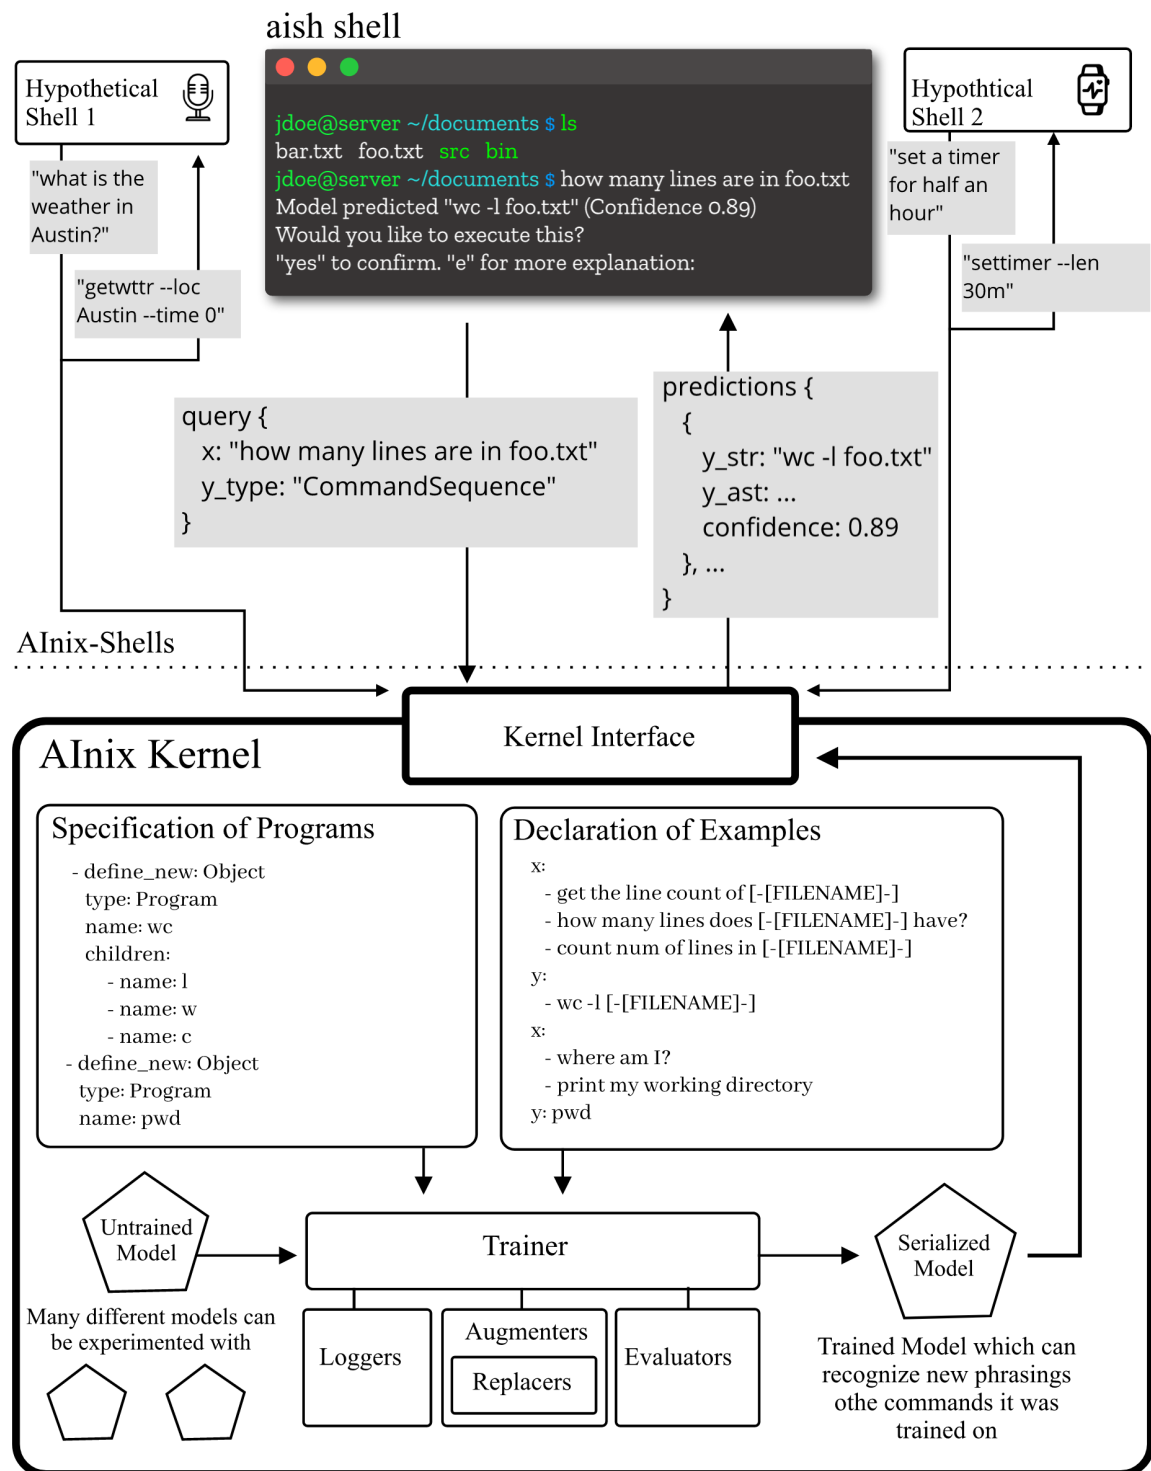 aish shell
Hypothetical
Shell 1
"what is the
weather in
Austin?"
"getwttr --loc
Austin --time 0"
jdoe@server ~/documents $ ls
bar.txt foo.txt src bin
jdoe@server ~/documents $ how many lines are in foo.txt
Model predicted "wc -l foo.txt" (Confidence 0.89)
Would you like to execute this?
"yes" to confirm. "e" for more explanation:
Hypothtical
Shell 2
"set a timer
for half an
hour"
"settimer --len
30m"
query {
x: "how many lines are in foo.txt"
y_type: "CommandSequence"
}
predictions {
{
y_str: "wc -l foo.txt"
y_ast: ...
confidence: 0.89
}, ...
}
AInix-Shells
Kernel Interface
AInix Kernel
Specification of Programs
- define_new: Object
type: Program
name: wc
children:
- name: l
- name: w
- name: c
- define_new: Object
type: Program
name: pwd
Declaration of Examples
x:
- get the line count of [-[FILENAME]-]
- how many lines does [-[FILENAME]-] have?
- count num of lines in [-[FILENAME]-]
y:
- wc -l [-[FILENAME]-]
x:
- where am I?
- print my working directory
y: pwd
Untrained
Model
Many different models can
be experimented with
Trainer
Loggers
Augmenters
Replacers
Evaluators
Serialized
Model
Trained Model which can
recognize new phrasings
othe commands it was
trained on